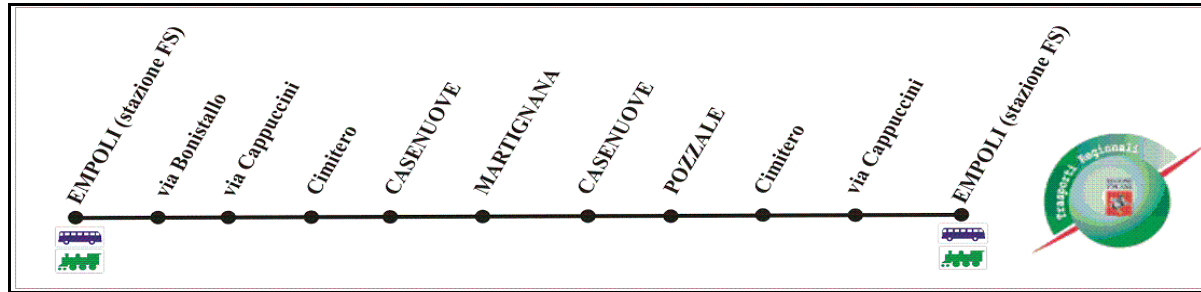 EMPOLI (stazione FS)
via Bonistallo
via Cappuccini
Cimitero
CASENUOVE
MARTIGNANA
CASENUOVE
POZZALE
Cimitero
via Cappuccini
EMPOLI (stazione FS)
Trasporti Regionali